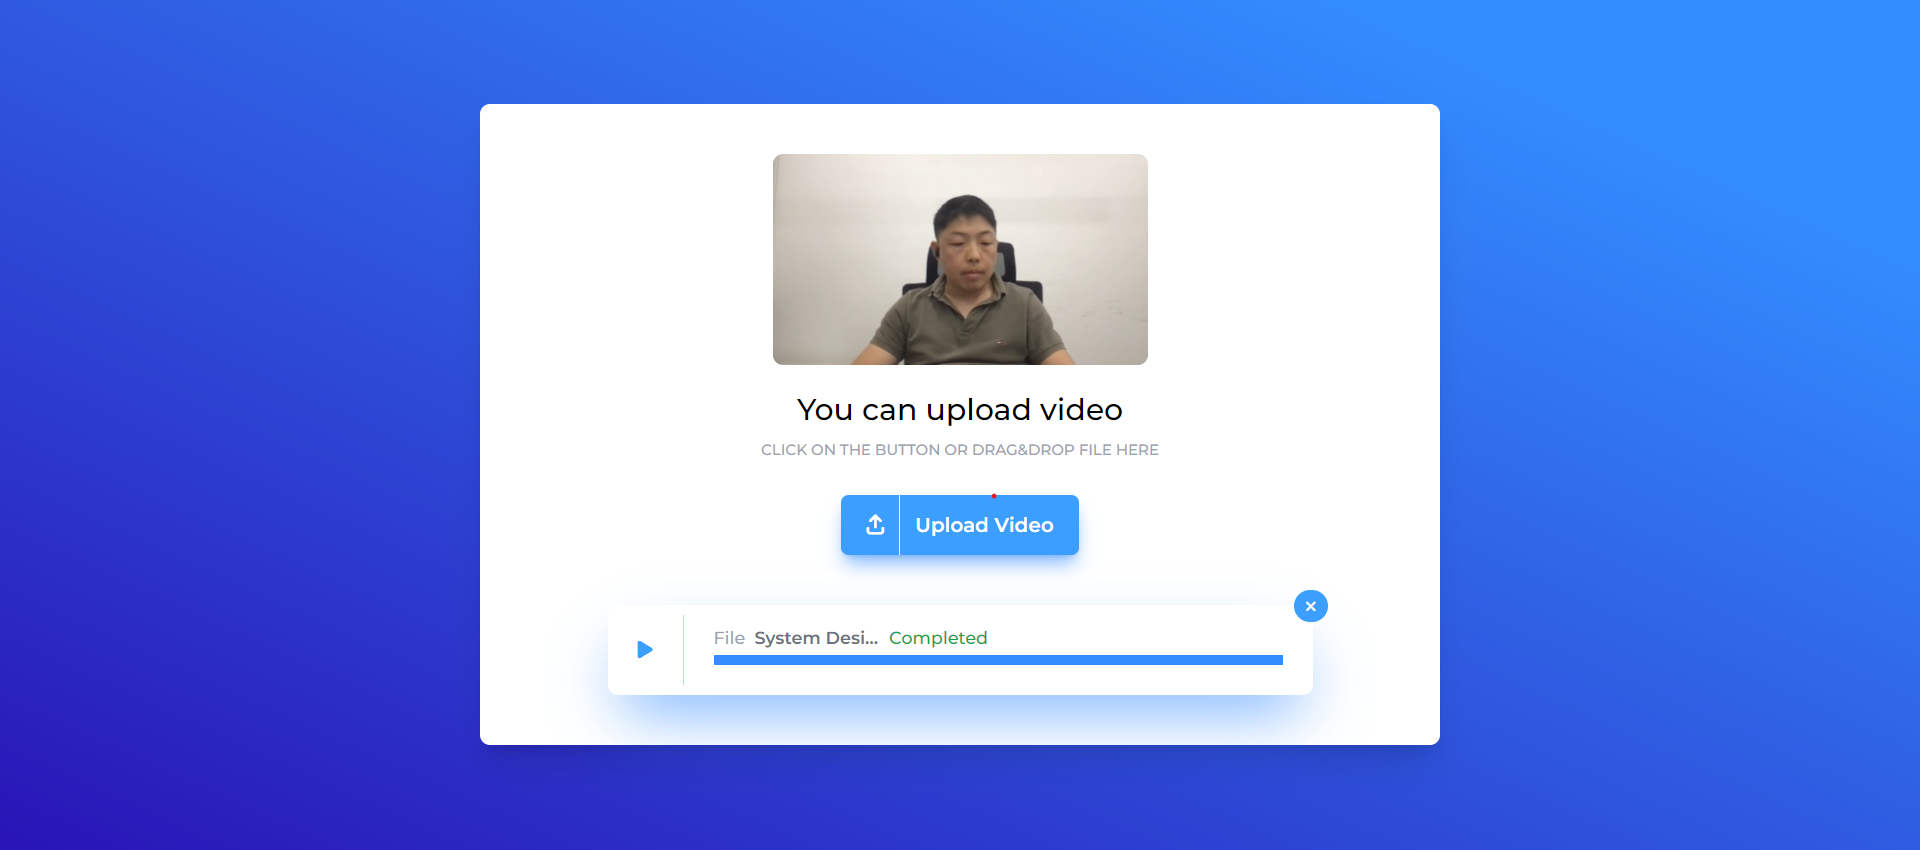 You can upload video
CLICK ON THE BUTTON OR DRAG&DROP FILE HERE
Upload Video
File System Desi... Completed